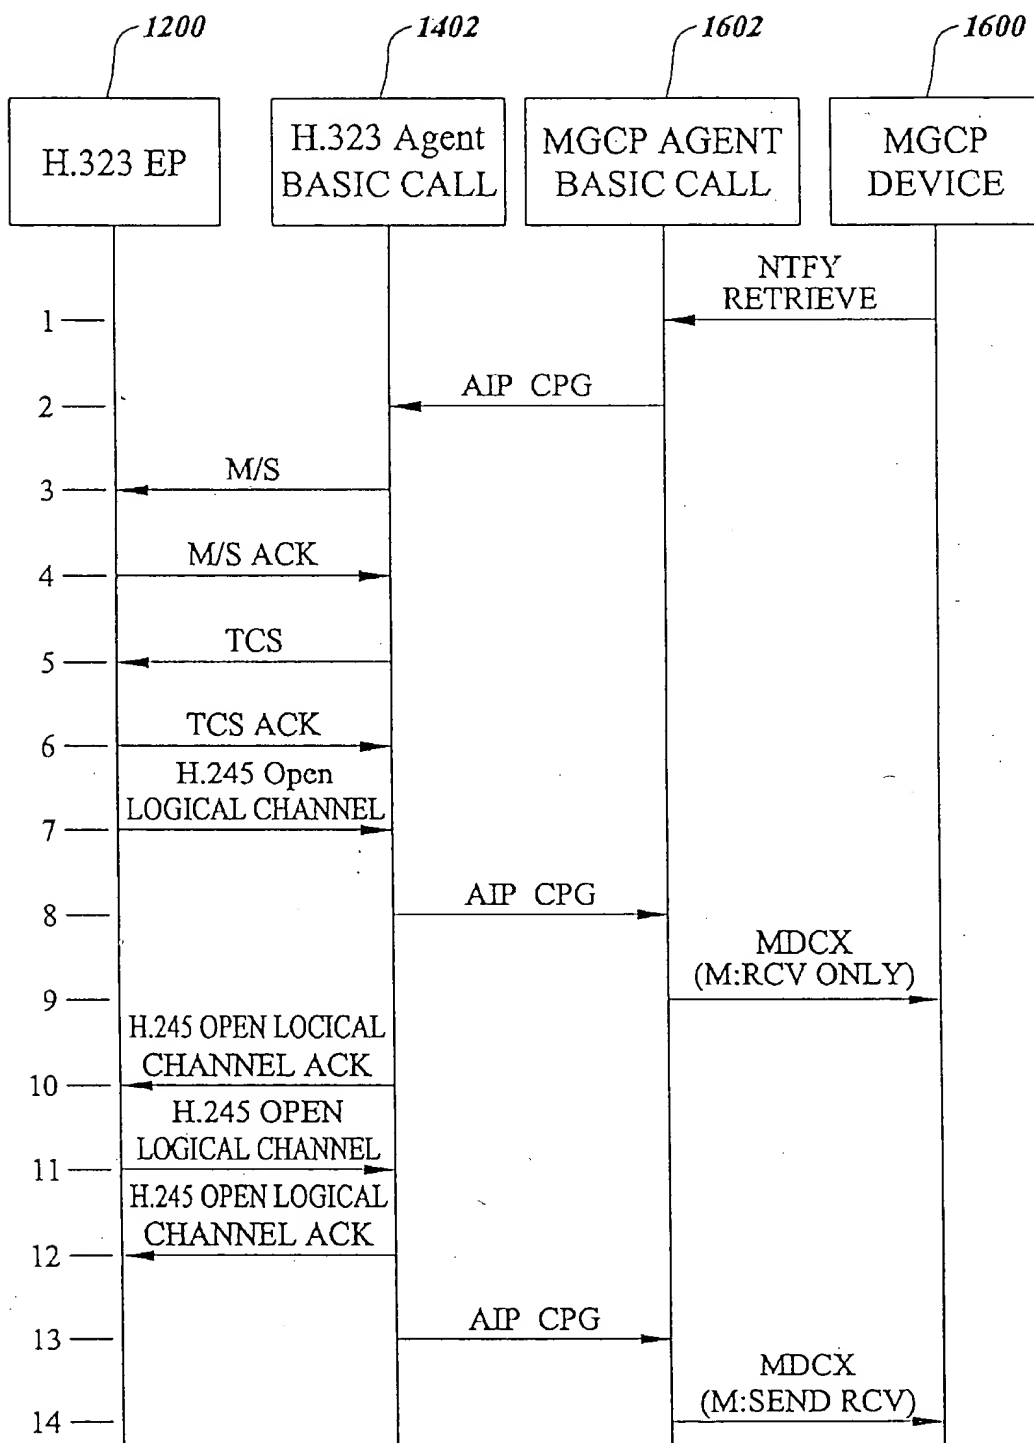 1200
1402
1602
1600
H.323 EP
H.323 Agent
BASIC CALL
MGCP AGENT
BASIC CALL
MGCP
DEVICE
NTFY
RETRIEVE
1
AIP CPG
2
M/S
3
M/S ACK
4
TCS
5
TCS ACK
6
H.245 Open
LOGICAL CHANNEL
7
AIP CPG
8
MDCX
(M:RCV ONLY)
9
H.245 OPEN LOCICAL
CHANNEL ACK
10
H.245 OPEN
LOGICAL CHANNEL
11
H.245 OPEN LOGICAL
CHANNEL ACK
12
AIP CPG
13
MDCX
(M:SEND RCV)
14